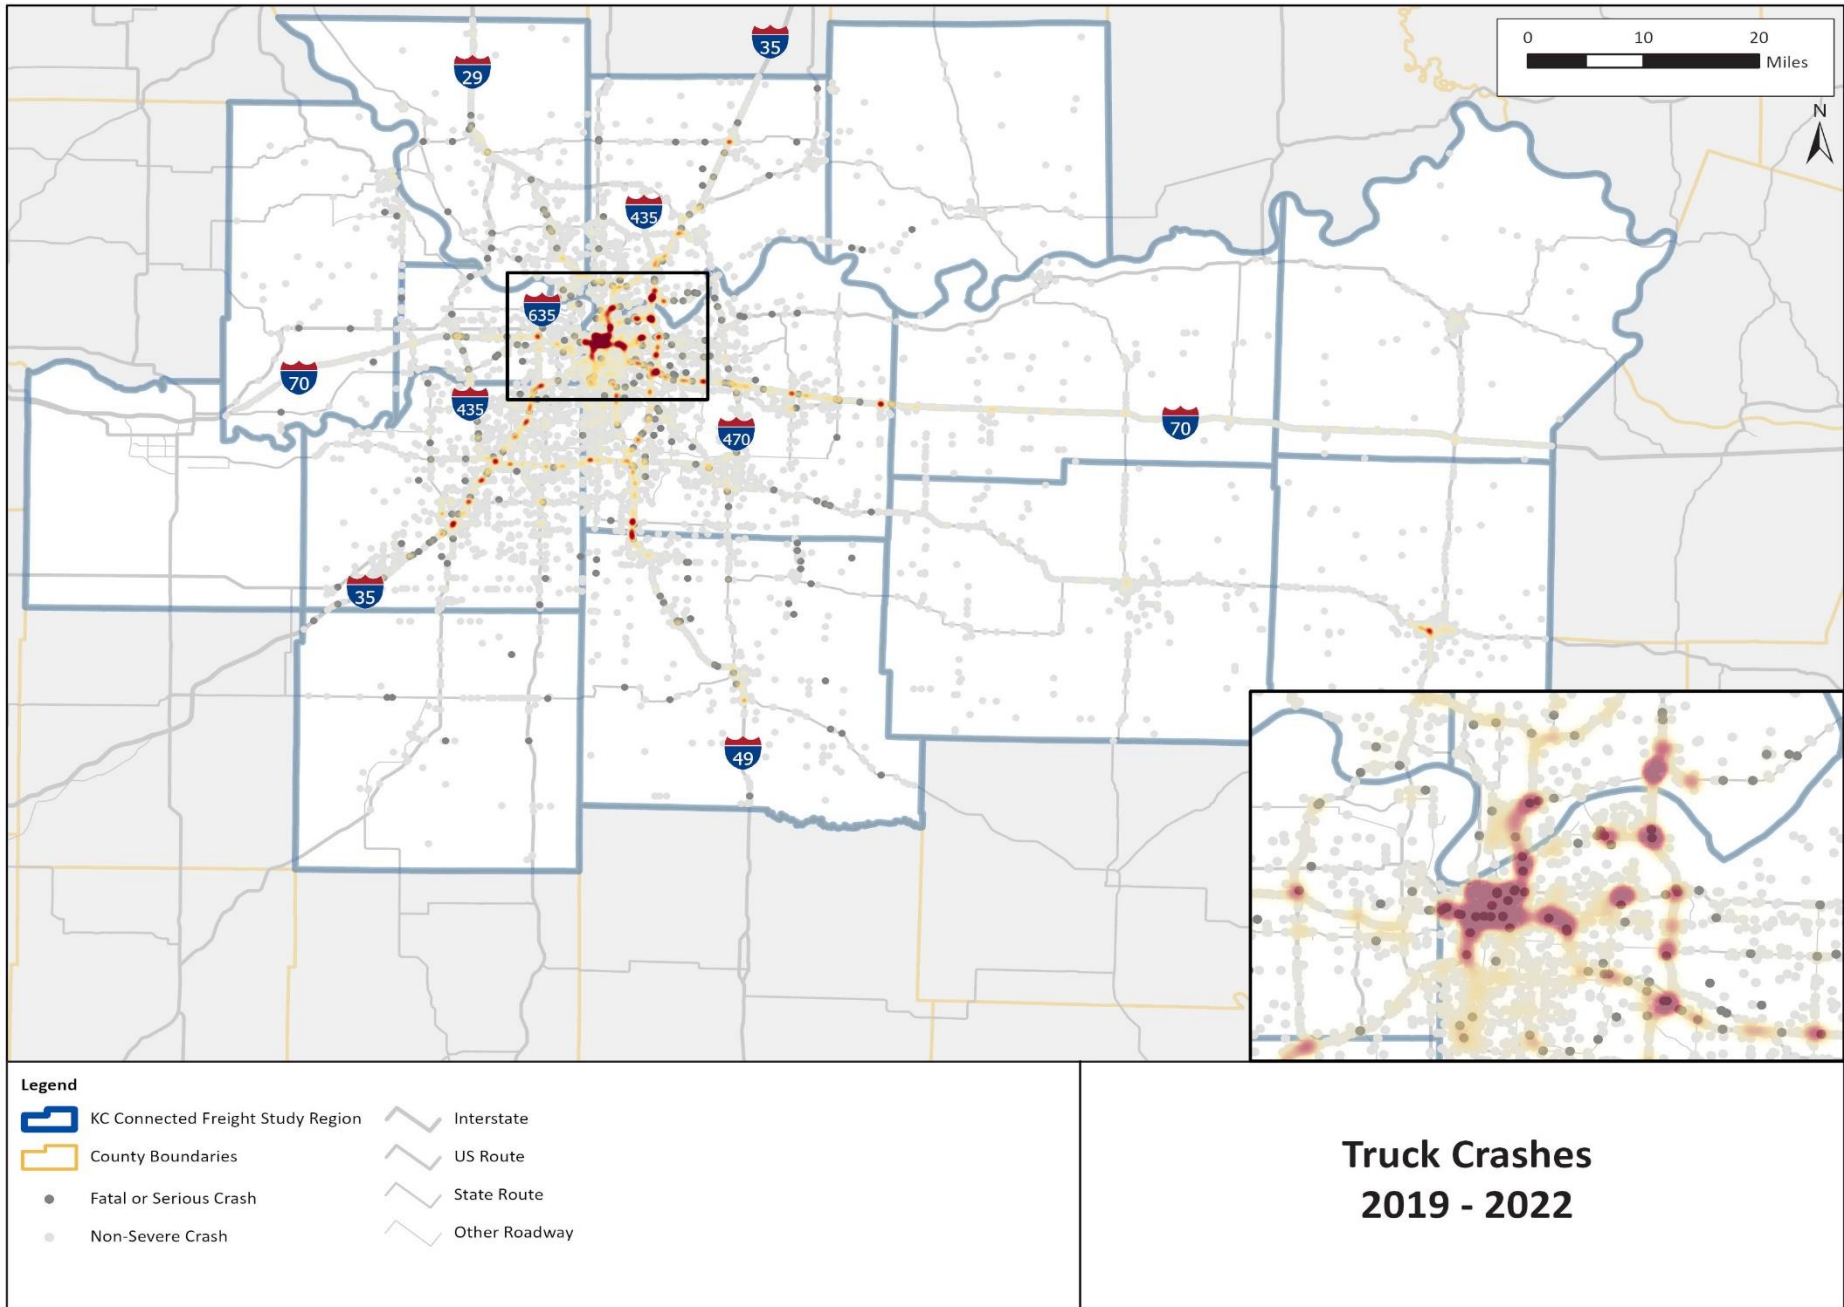 29
35
0 10 20
Miles
N
435
635
70
435
470
70
35
49
Legend
KC Connected Freight Study Region
County Boundaries
Fatal or Serious Crash
Non-Severe Crash
Interstate
US Route
State Route
Other Roadway
Truck Crashes
2019 - 2022